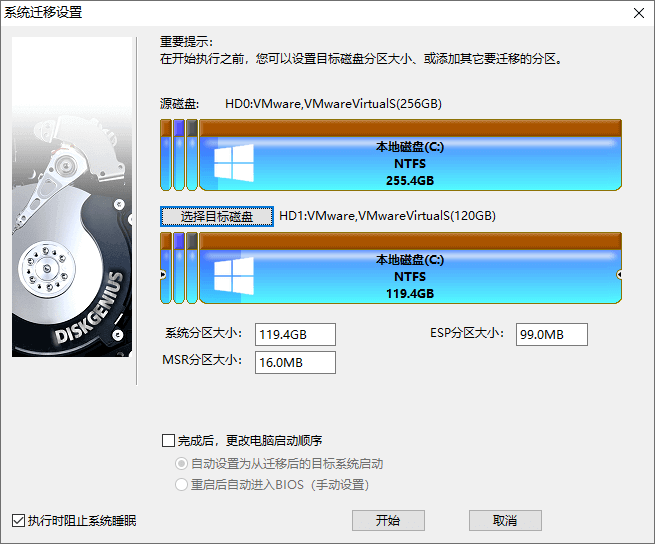 系统迁移设置
重要提示:
在开始执行之前，您可以设置目标磁盘分区大小、或添加其它要迁移的分区。
源磁盘: HD0:VMware,VMwareVirtualS(256GB)
本地磁盘(C:)
NTFS
255.4GB
选择目标磁盘 HD1:VMware,VMwareVirtualS(120GB)
本地磁盘(C:)
NTFS
119.4GB
DISKGENIUS
系统分区大小: 119.4GB ESP分区大小: 99.0MB
MSR分区大小: 16.0MB
完成后，更改电脑启动顺序
自动设置为从迁移后的目标系统启动
重启后自动进入BIOS（手动设置）
执行时阻止系统睡眠 开始 取消